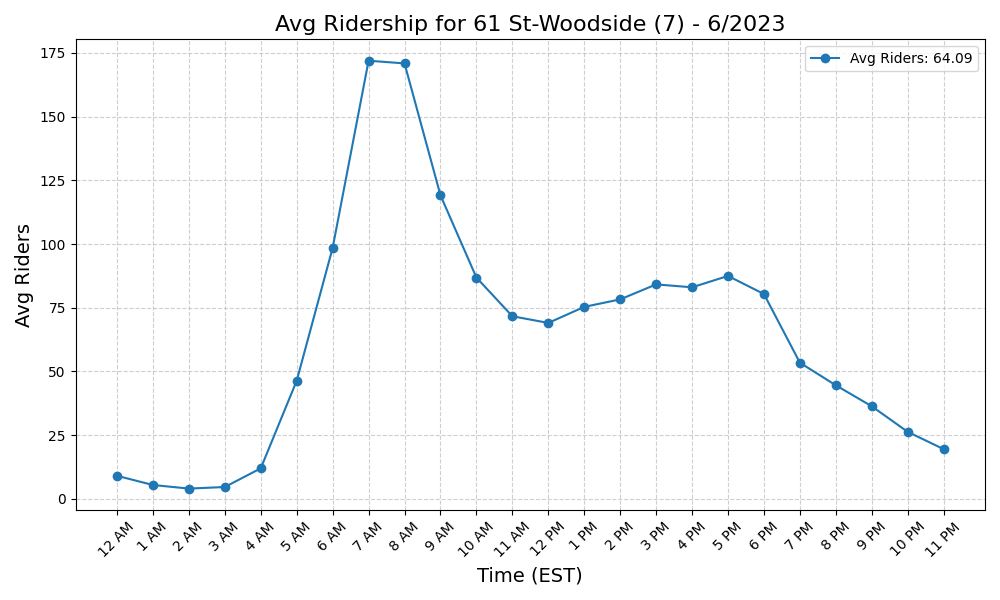 Avg Ridership for 61 St-Woodside (7) - 6/2023
Avg Riders: 64.09
175
150
125
100
75
50
25
0
Avg Riders
12 AM
1 AM
2 AM
3 AM
4 AM
5 AM
6 AM
7 AM
8 AM
9 AM
10 AM
11 AM
12 PM
1 PM
2 PM
3 PM
4 PM
5 PM
6 PM
7 PM
8 PM
9 PM
10 PM
11 PM
Time (EST)